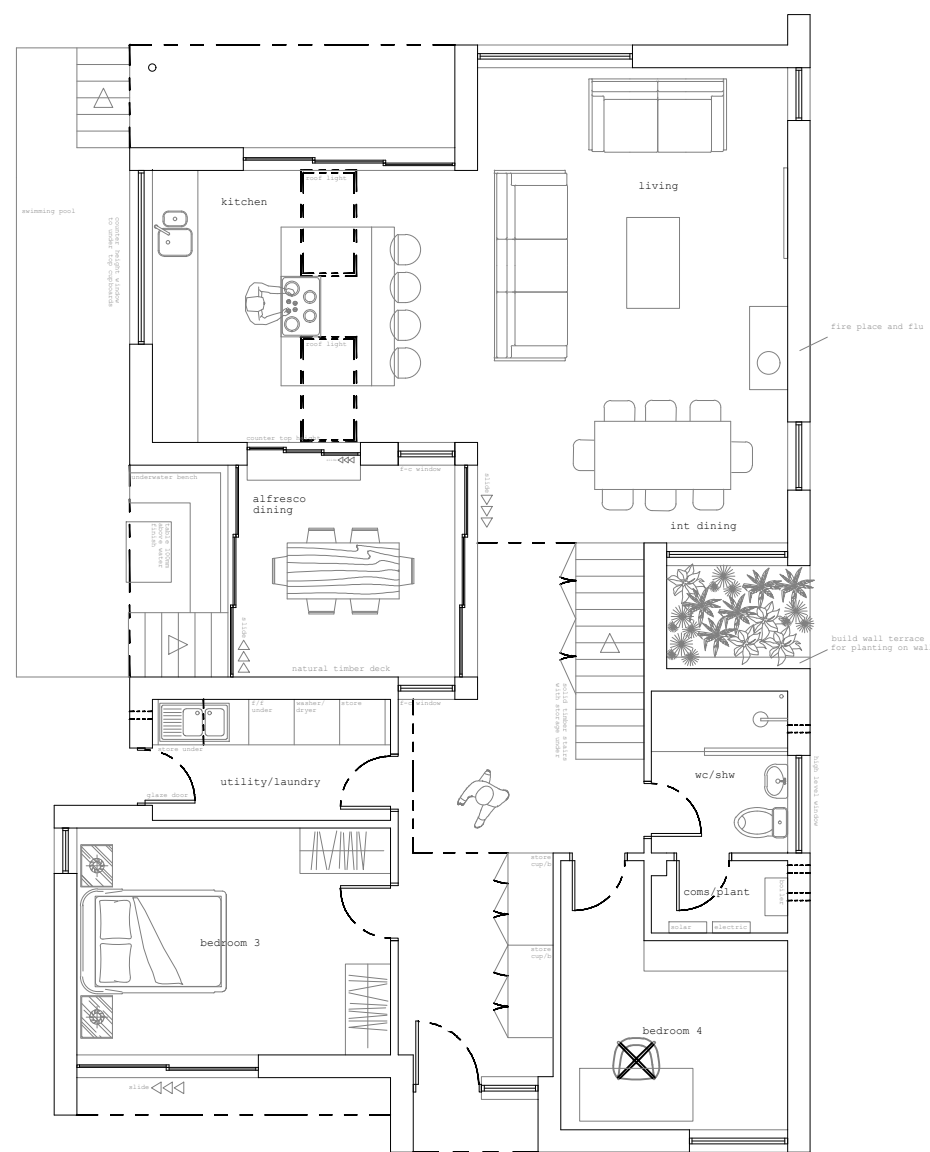 roof light
kitchen
living
swimming pool
counter height window
to under top cupboards
fire place and flu
roof light
counter top height
f-c window
slide
underwater bench
alfresco
dining
int dining
table 100mm
above water
finish
slide
build wall terrace
for planting on wal
natural timber deck
solid timber stairs
with storage under
f/f
under
washer/
dryer
store
f-c window
store under
utility/laundry
glaze door
wc/shw
high level window
store
cup/b
coms/plant
boiler
solar
electric
bedroom 3
store
cup/b
bedroom 4
slide